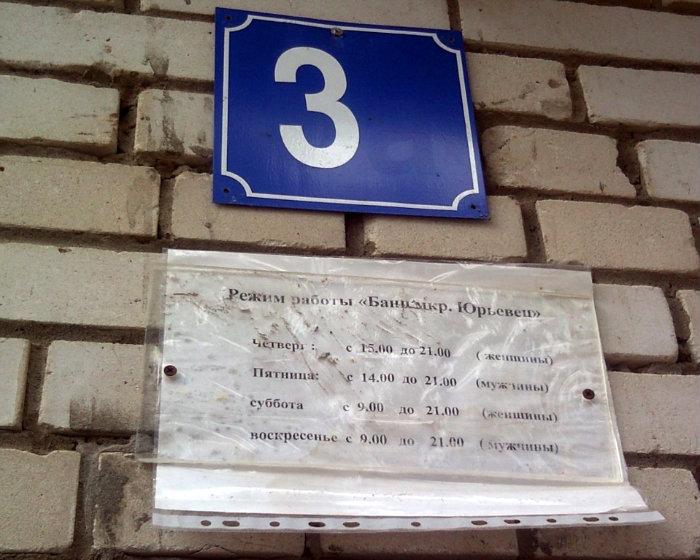 3
Режим работы «Бани мкр. Юрьевец»
Четверг : с 15.00 до 21.00 ( женщины)
Пятница: с 14.00 до 21.00 (мужчины)
суббота с 9.00 до 21.00 (женщины)
воскресенье с 9.00 до 21.00 ( мужчины)